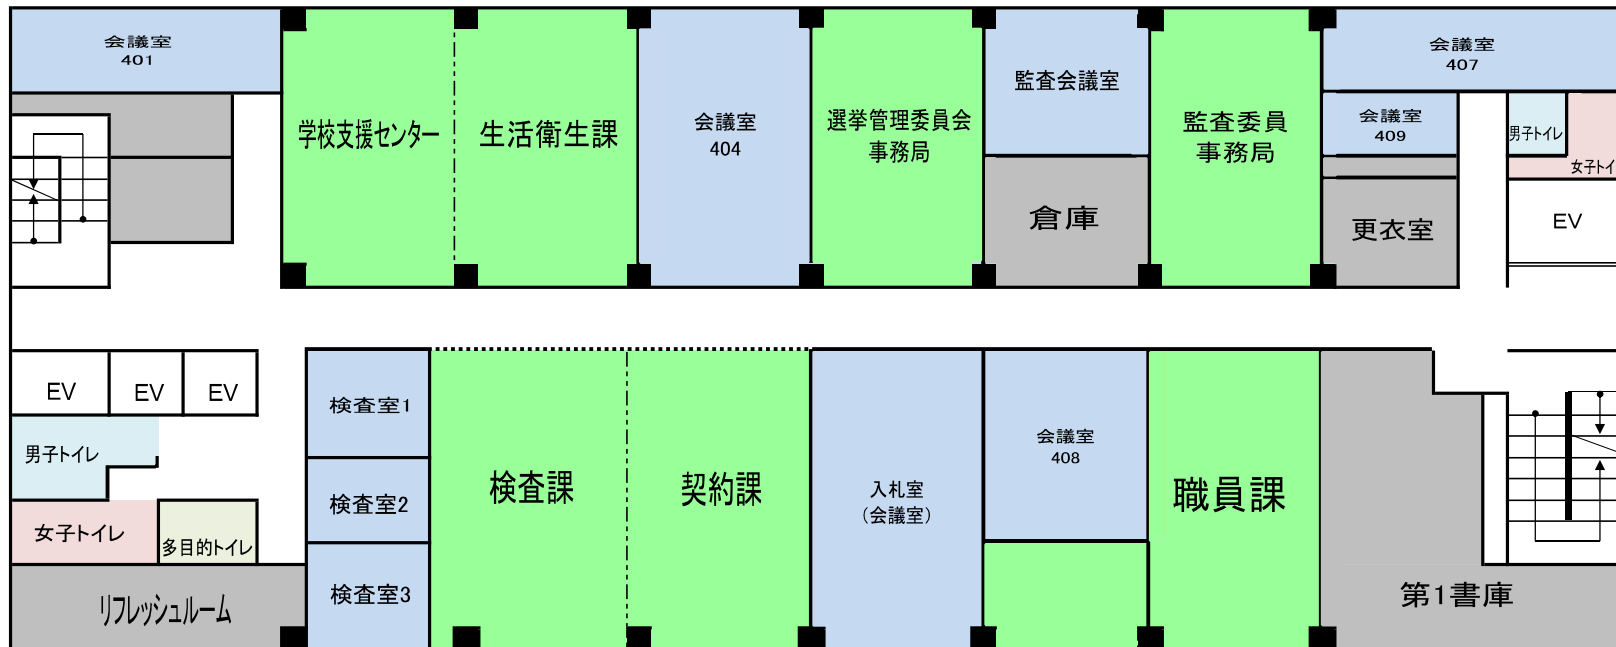 会議室
401
学校支援センター
生活衛生課
会議室
404
選挙管理委員会
事務局
監査会議室
倉庫
監査委員
事務局
会議室
407
会議室
409
更衣室
男子トイレ
女子トイ
EV
EV
EV
EV
男子トイレ
女子トイレ
多目的トイレ
リフレッシュルーム
検査室1
検査室2
検査室3
検査課
契約課
入札室
(会議室)
会議室
408
職員課
第1書庫